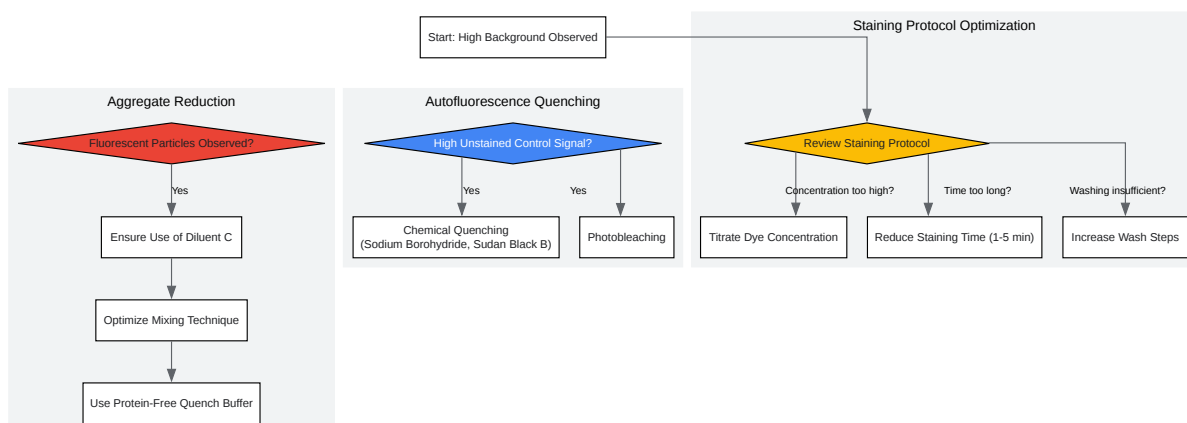 Staining Protocol Optimization
Start: High Background Observed
Aggregate Reduction
Autofluorescence Quenching
Fluorescent Particles Observed?
High Unstained Control Signal?
Review Staining Protocol
Yes
Yes
Yes
Concentration too high?
Time too long?
Washing insufficient?
Ensure Use of Diluent C
Chemical Quenching
(Sodium Borohydride, Sudan Black B)
Photobleaching
Titrate Dye Concentration
Reduce Staining Time (1-5 min)
Increase Wash Steps
Optimize Mixing Technique
Use Protein-Free Quench Buffer